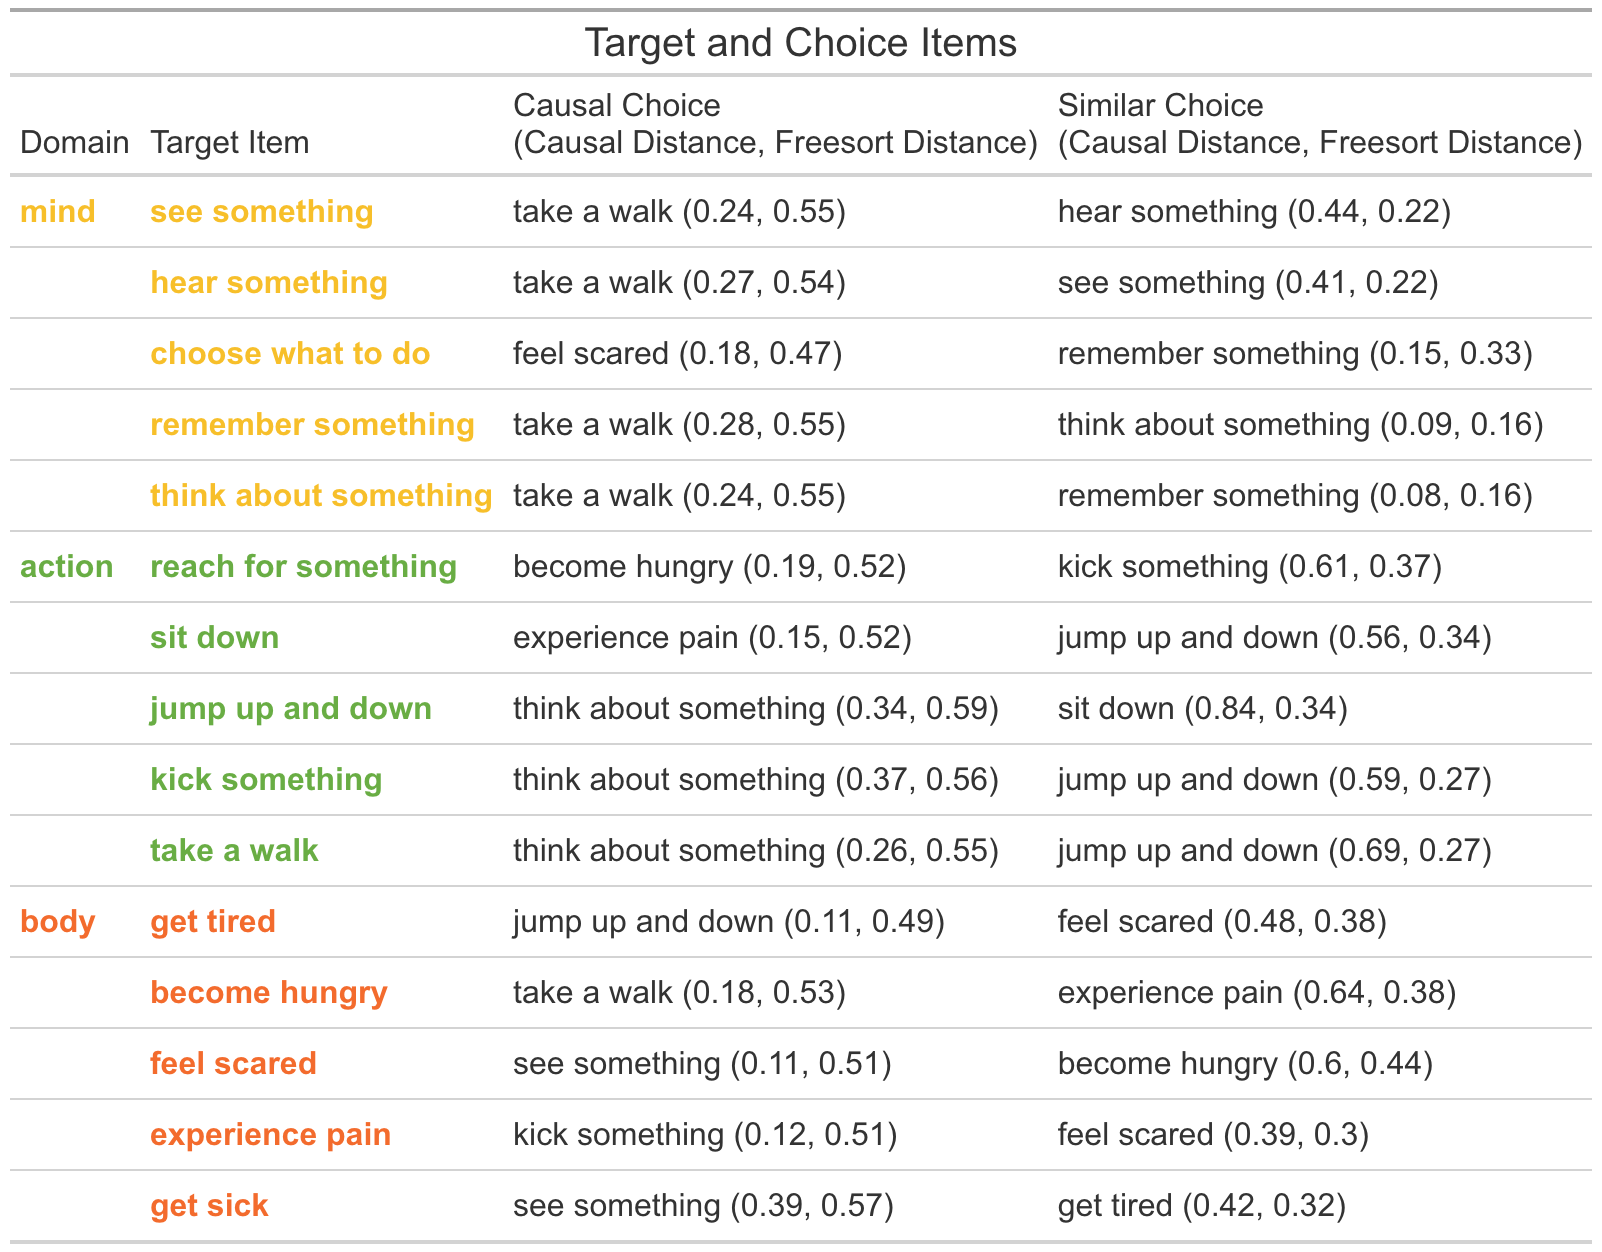 Target and Choice Items
Domain Target Item Causal Choice (Causal Distance, Freesort Distance) Similar Choice (Causal Distance, Freesort Distance)
mind see something take a walk (0.24, 0.55) hear something (0.44, 0.22)
hear something take a walk (0.27, 0.54) see something (0.41, 0.22)
choose what to do feel scared (0.18, 0.47) remember something (0.15, 0.33)
remember something take a walk (0.28, 0.55) think about something (0.09, 0.16)
think about something take a walk (0.24, 0.55) remember something (0.08, 0.16)
action reach for something become hungry (0.19, 0.52) kick something (0.61, 0.37)
sit down experience pain (0.15, 0.52) jump up and down (0.56, 0.34)
jump up and down think about something (0.34, 0.59) sit down (0.84, 0.34)
kick something think about something (0.37, 0.56) jump up and down (0.59, 0.27)
take a walk think about something (0.26, 0.55) jump up and down (0.69, 0.27)
body get tired jump up and down (0.11, 0.49) feel scared (0.48, 0.38)
become hungry take a walk (0.18, 0.53) experience pain (0.64, 0.38)
feel scared see something (0.11, 0.51) become hungry (0.6, 0.44)
experience pain kick something (0.12, 0.51) feel scared (0.39, 0.3)
get sick see something (0.39, 0.57) get tired (0.42, 0.32)